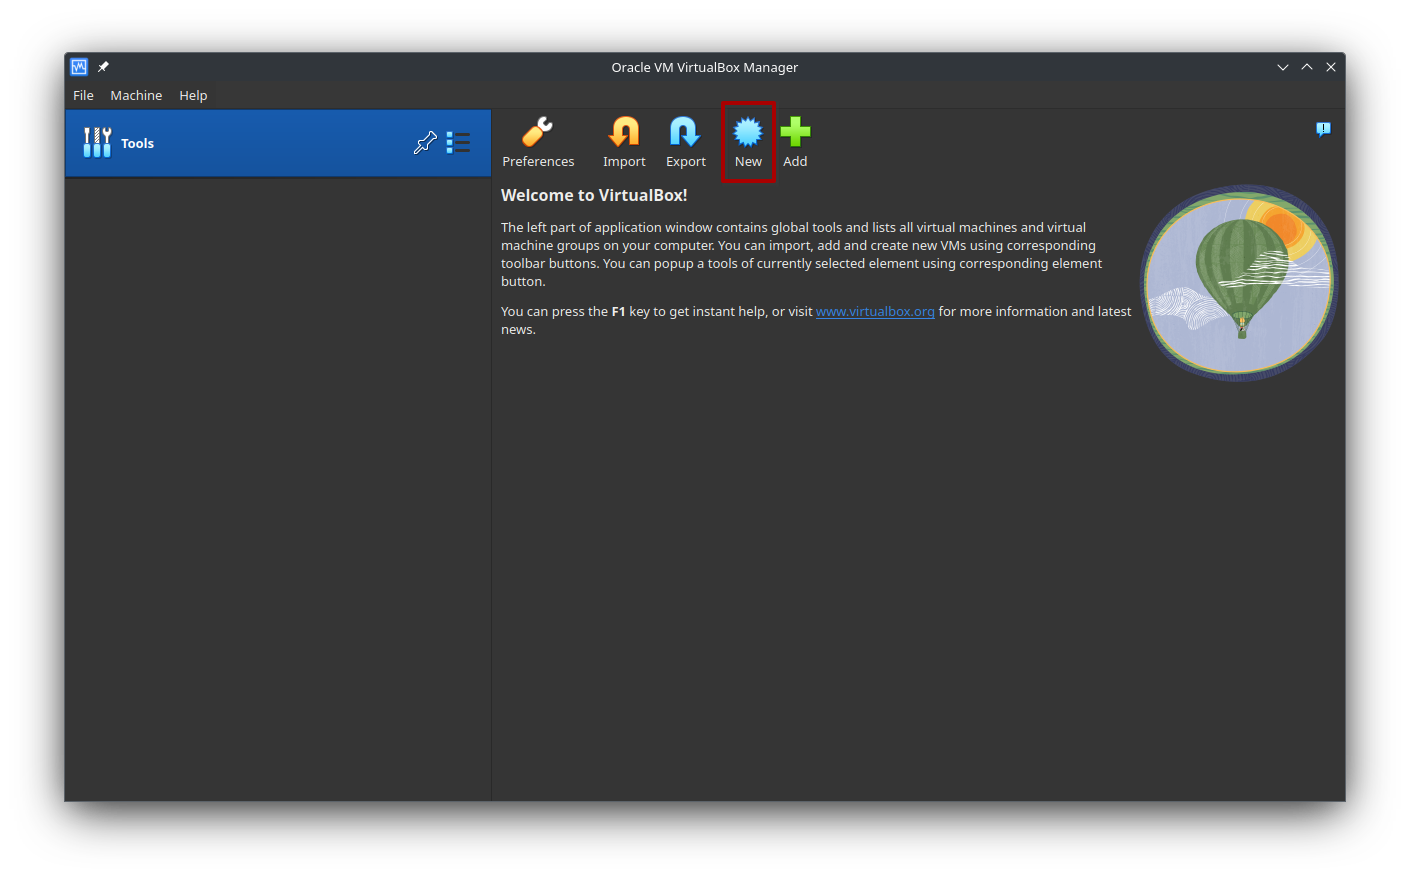 Oracle VM VirtualBox Manager
File Machine Help
Tools
Preferences Import Export New Add
Welcome to VirtualBox!
The left part of application window contains global tools and lists all virtual machines and virtual
machine groups on your computer. You can import, add and create new VMs using corresponding
toolbar buttons. You can popup a tools of currently selected element using corresponding element
button.
You can press the F1 key to get instant help, or visit www.virtualbox.org for more information and latest
news.